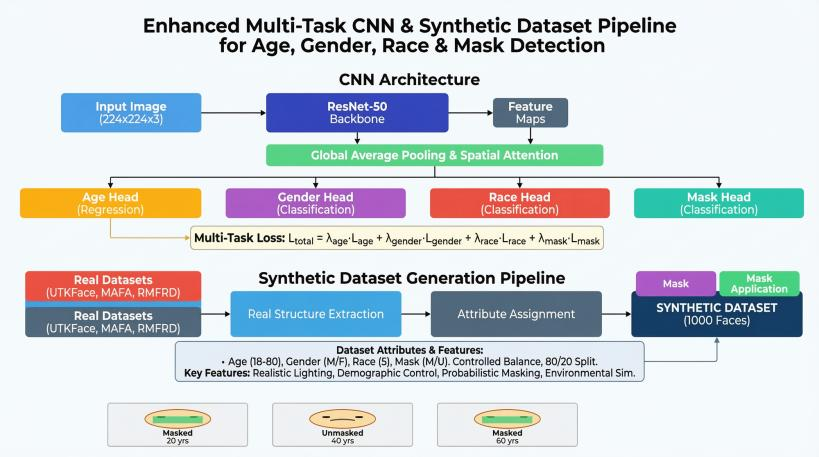 Enhanced Multi-Task CNN & Synthetic Dataset Pipeline
for Age, Gender, Race & Mask Detection
CNN Architecture
Input Image
(224x224x3)
ResNet-50
Backbone
Feature
Maps
Global Average Pooling & Spatial Attention
Age Head
(Regression)
Gender Head
(Classification)
Race Head
(Classification)
Mask Head
(Classification)
Multi-Task Loss: Ltotal = λage·Lage + λgender·Lgender + λrace·Lrace + λmask·Lmask
Synthetic Dataset Generation Pipeline
Real Datasets
(UTKFace, MAFA, RMFRD)
Real Datasets
(UTKFace, MAFA, RMFRD)
Real Structure Extraction
Attribute Assignment
Mask
Mask
Application
SYNTHETIC DATASET
(1000 Faces)
Dataset Attributes & Features:
• Age (18-80), Gender (M/F), Race (5), Mask (M/U). Controlled Balance, 80/20 Split.
Key Features: Realistic Lighting, Demographic Control, Probabilistic Masking, Environmental Sim.
Masked
20 yrs
Unmasked
40 yrs
Masked
60 yrs